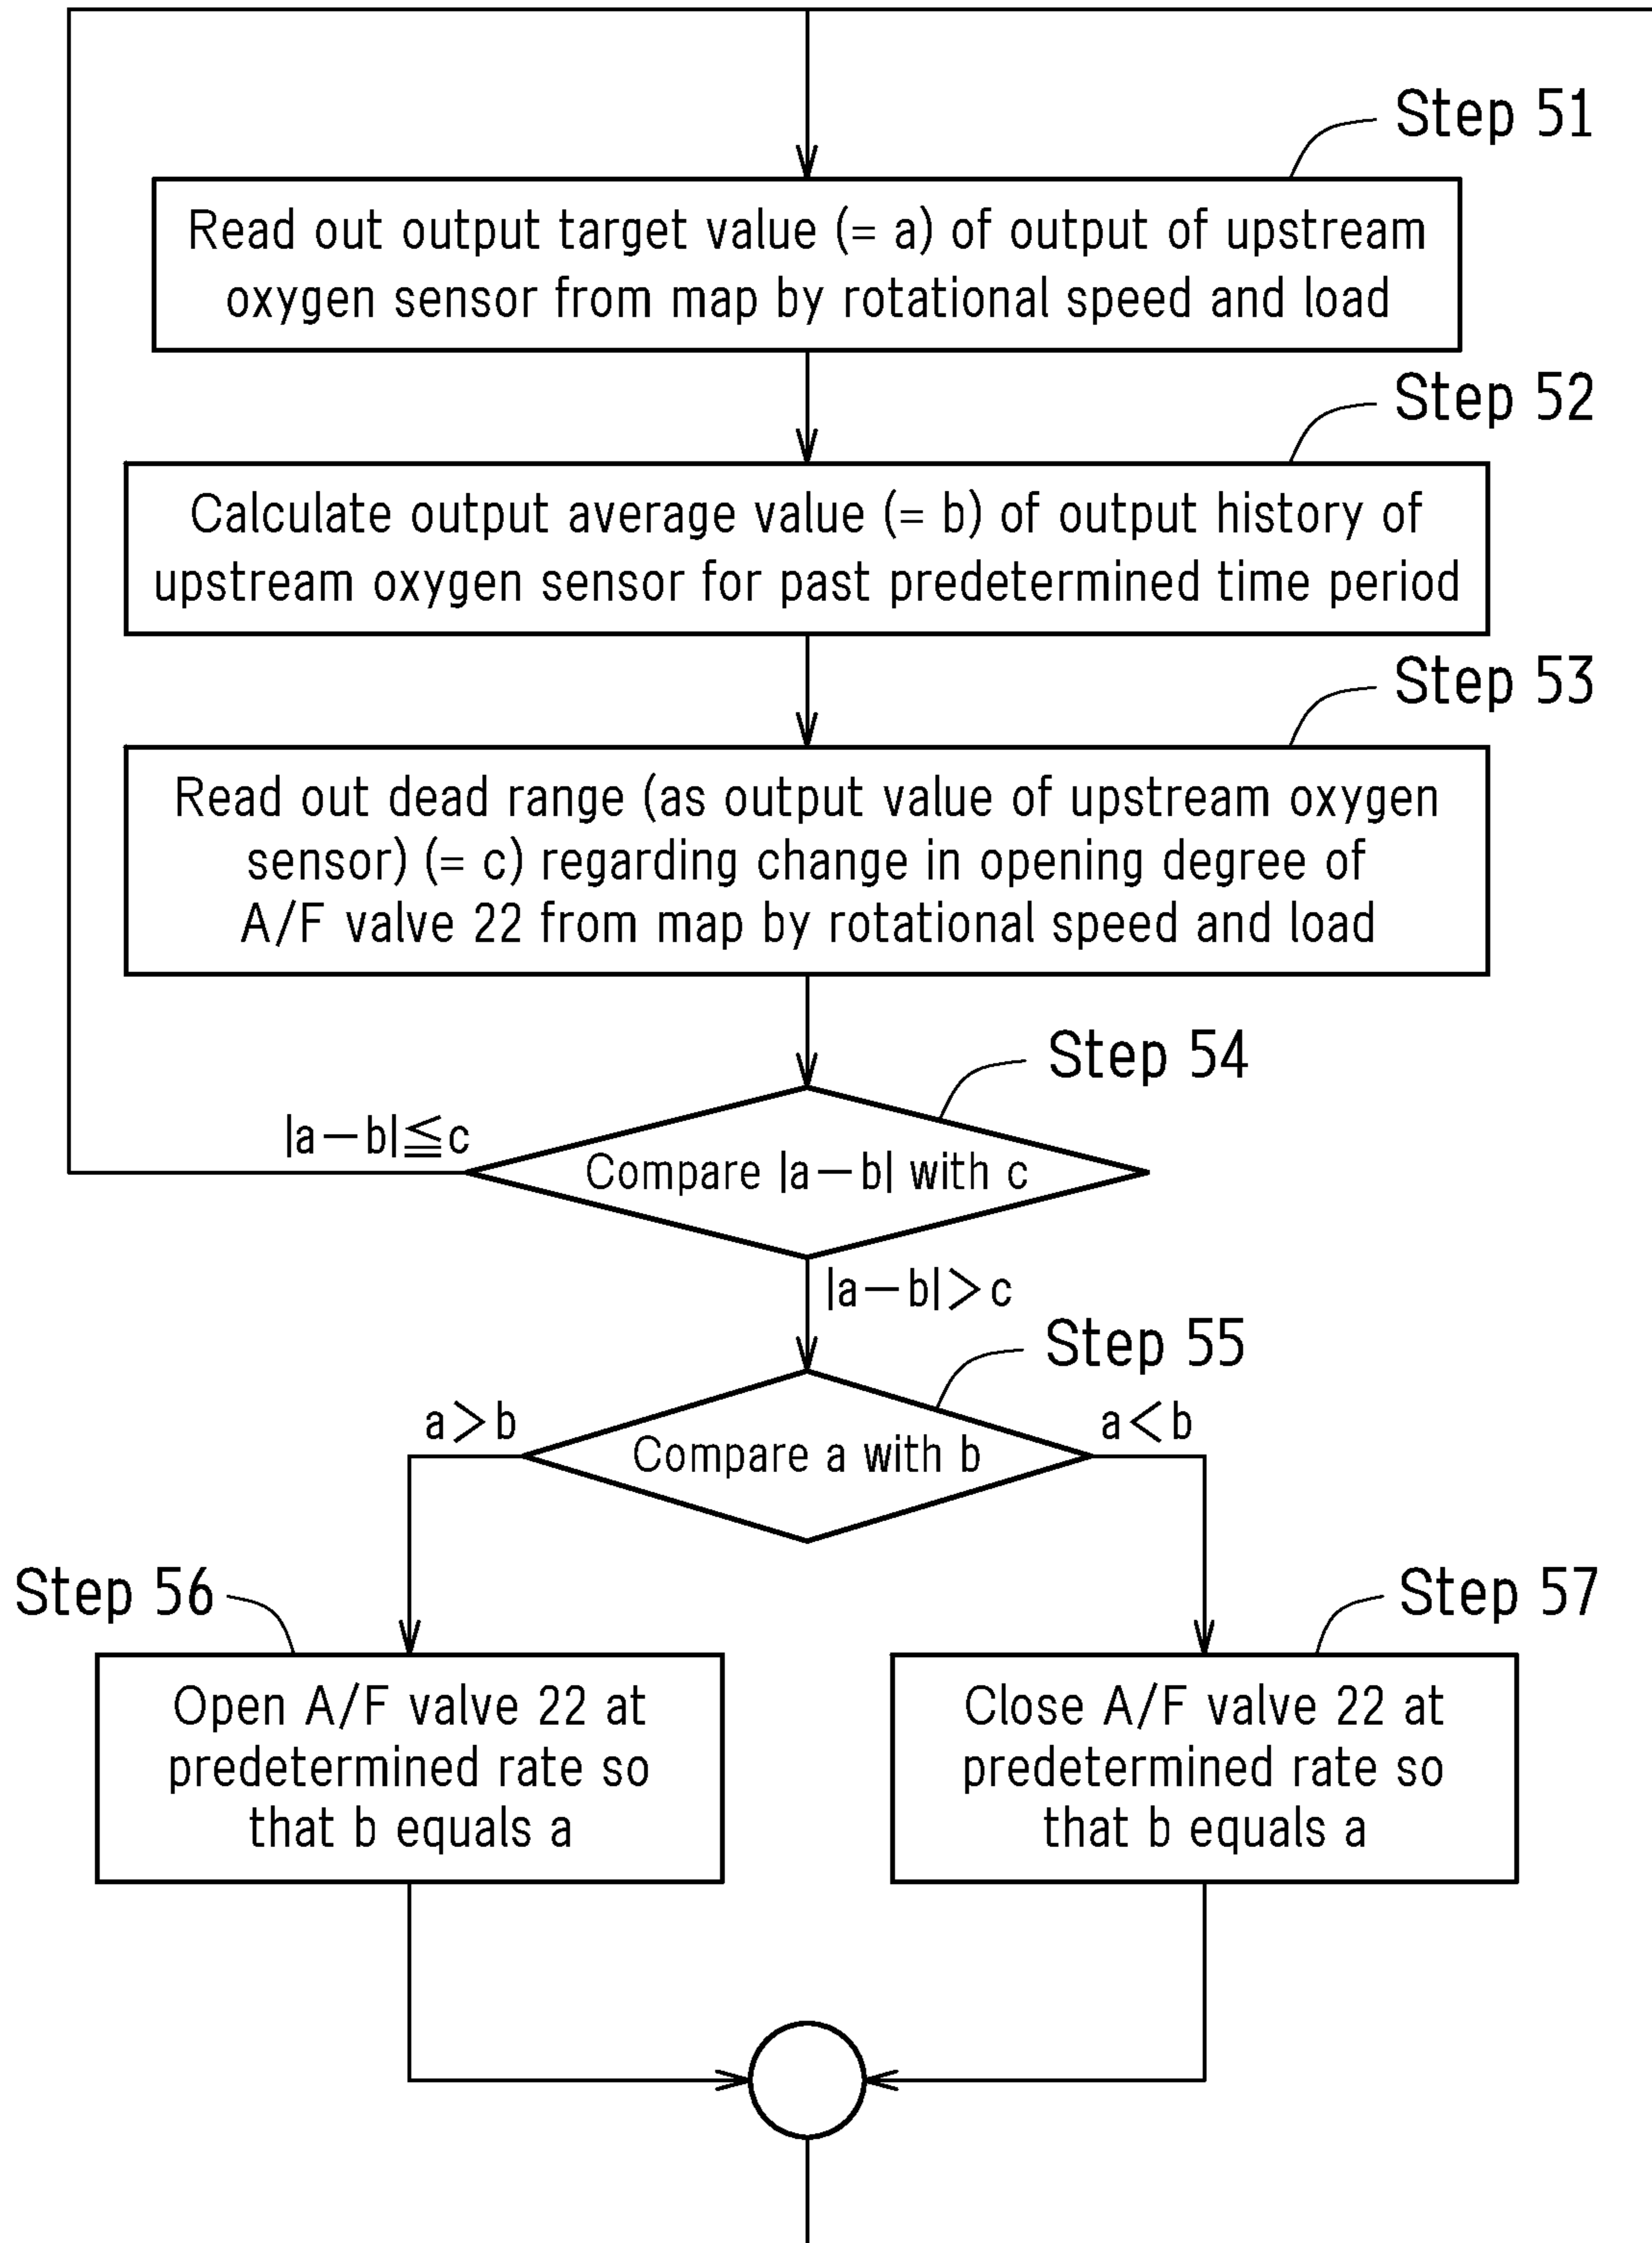 Step 51
Read out output target value (= a) of output of upstream
oxygen sensor from map by rotational speed and load
Step 52
Calculate output average value (= b) of output history of
upstream oxygen sensor for past predetermined time period
Step 53
Read out dead range (as output value of upstream oxygen
sensor) (= c) regarding change in opening degree of
A/F valve 22 from map by rotational speed and load
Step 54
|a−b|≦c
Compare |a−b| with c
|a−b|>c
Step 55
a>b
a<b
Compare a with b
Step 56
Step 57
Open A/F valve 22 at
predetermined rate so
that b equals a
Close A/F valve 22 at
predetermined rate so
that b equals a